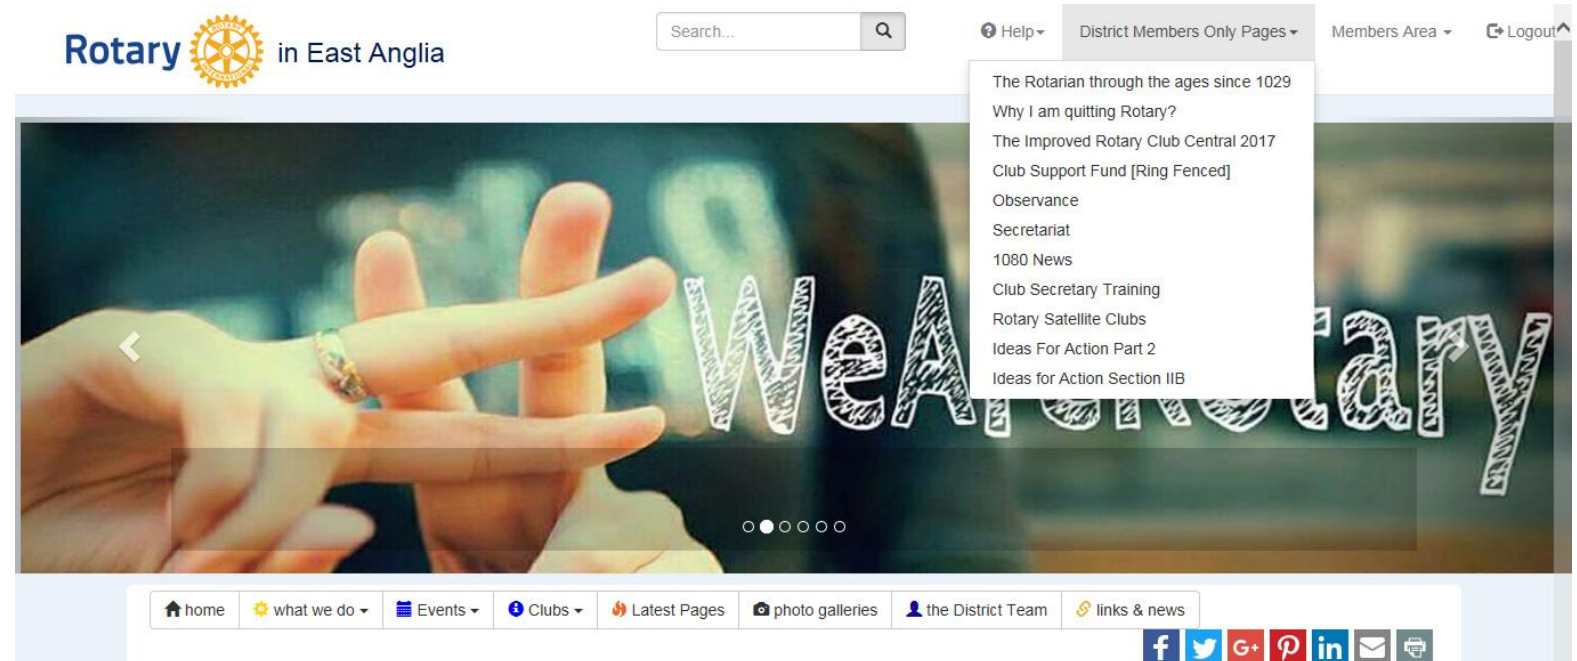 Rotary in East Anglia
Search...
Help
District Members Only Pages
Members Area
Logout
The Rotarian through the ages since 1029
Why I am quitting Rotary?
The Improved Rotary Club Central 2017
Club Support Fund [Ring Fenced]
Observance
Secretariat
1080 News
Club Secretary Training
Rotary Satellite Clubs
Ideas For Action Part 2
Ideas for Action Section IIB
WeAreRotary
home
what we do
Events
Clubs
Latest Pages
photo galleries
the District Team
links & news
f
G+
in